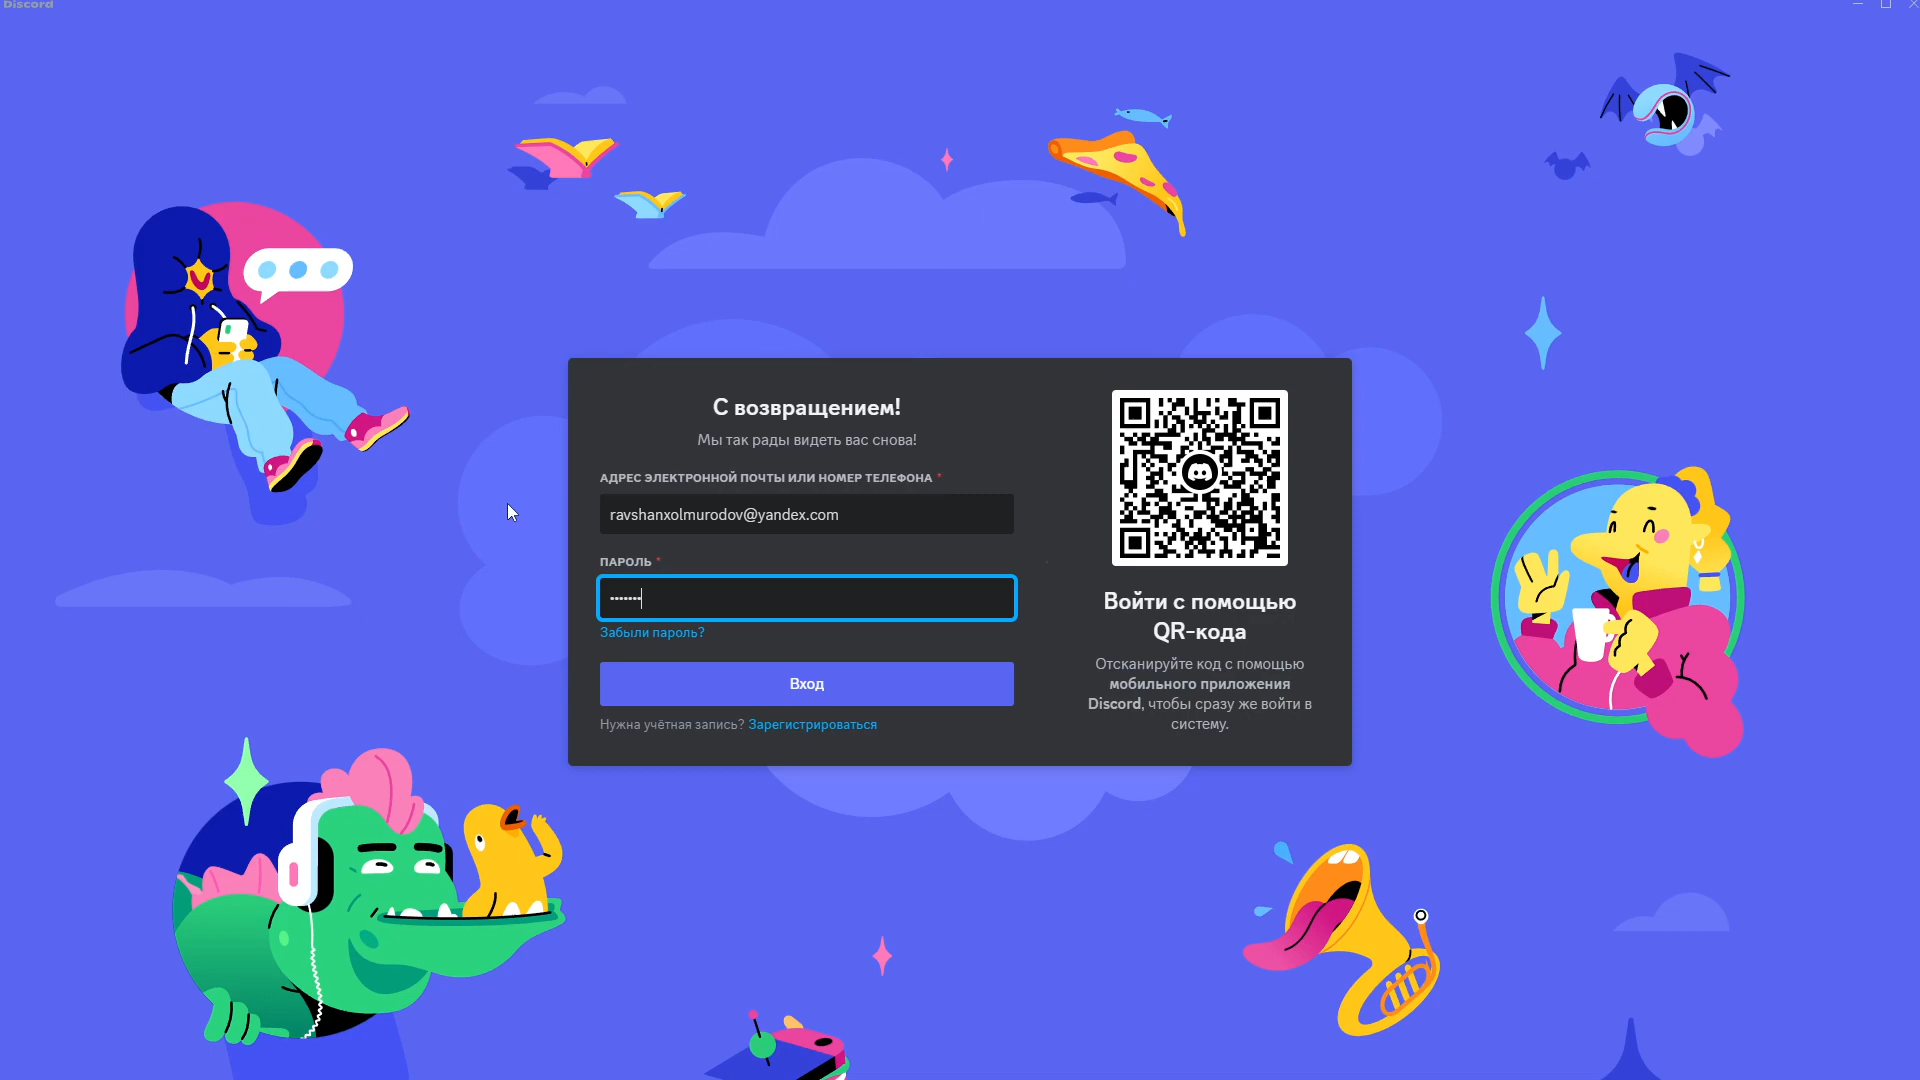 Discord
С возвращением!
Мы так рады видеть вас снова!
АДРЕС ЭЛЕКТРОННОЙ ПОЧТЫ ИЛИ НОМЕР ТЕЛЕФОНА *
ravshanxolmurodov@yandex.com
ПАРОЛЬ *
•••••••
Забыли пароль?
Вход
Нужна учётная запись? Зарегистрироваться
Войти с помощью
QR-кода
Отсканируйте код с помощью
мобильного приложения
Discord, чтобы сразу же войти в
систему.